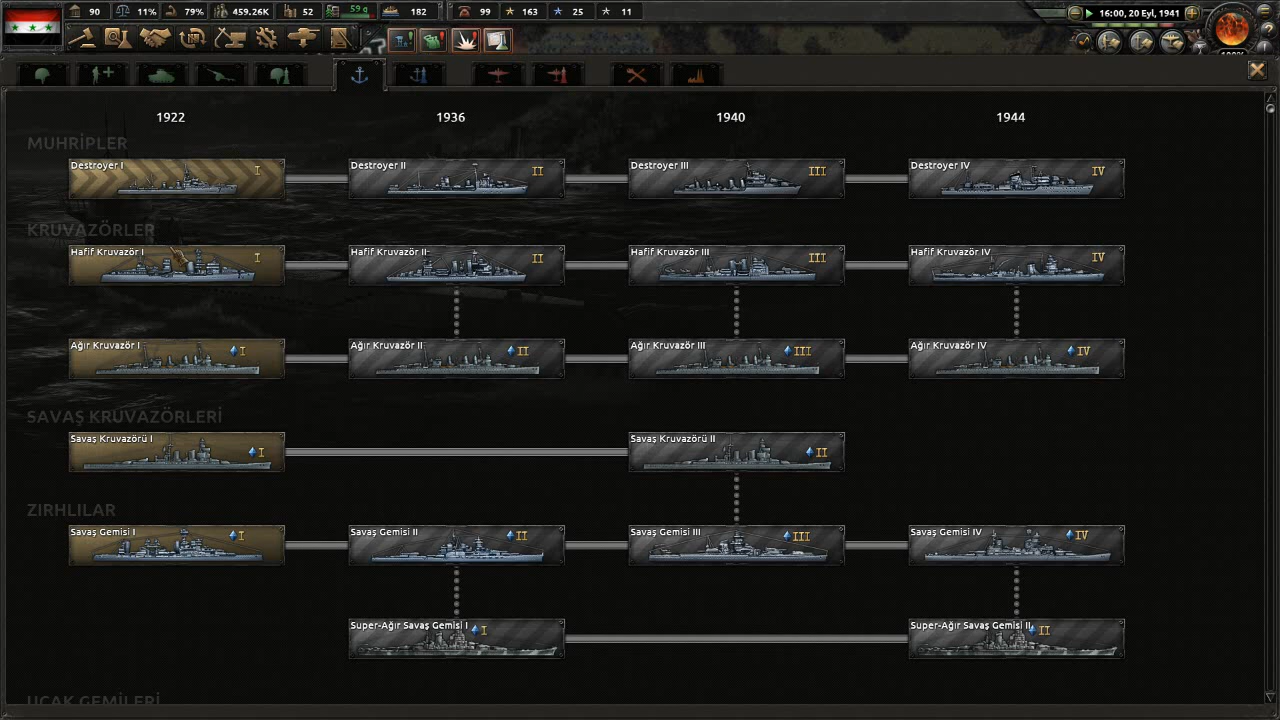 90 11% 79% 459.26K 52 59 g 182 99 163 25 11 16:00, 20 Eyl, 1941
1922 1936 1940 1944
MUHRİPLER
Destroyer I I Destroyer II II Destroyer III III Destroyer IV IV
KRUVAZÖRLER
Hafif Kruvazör I I Hafif Kruvazör II II Hafif Kruvazör III III Hafif Kruvazör IV IV
Ağır Kruvazör I I Ağır Kruvazör II II Ağır Kruvazör III III Ağır Kruvazör IV IV
SAVAŞ KRUVAZÖRLERİ
Savaş Kruvazörü I I Savaş Kruvazörü II II
ZIRHLILAR
Savaş Gemisi I I Savaş Gemisi II II Savaş Gemisi III III Savaş Gemisi IV IV
Super-Ağır Savaş Gemisi I I Super-Ağır Savaş Gemisi II II
UÇAK GEMİLERİ